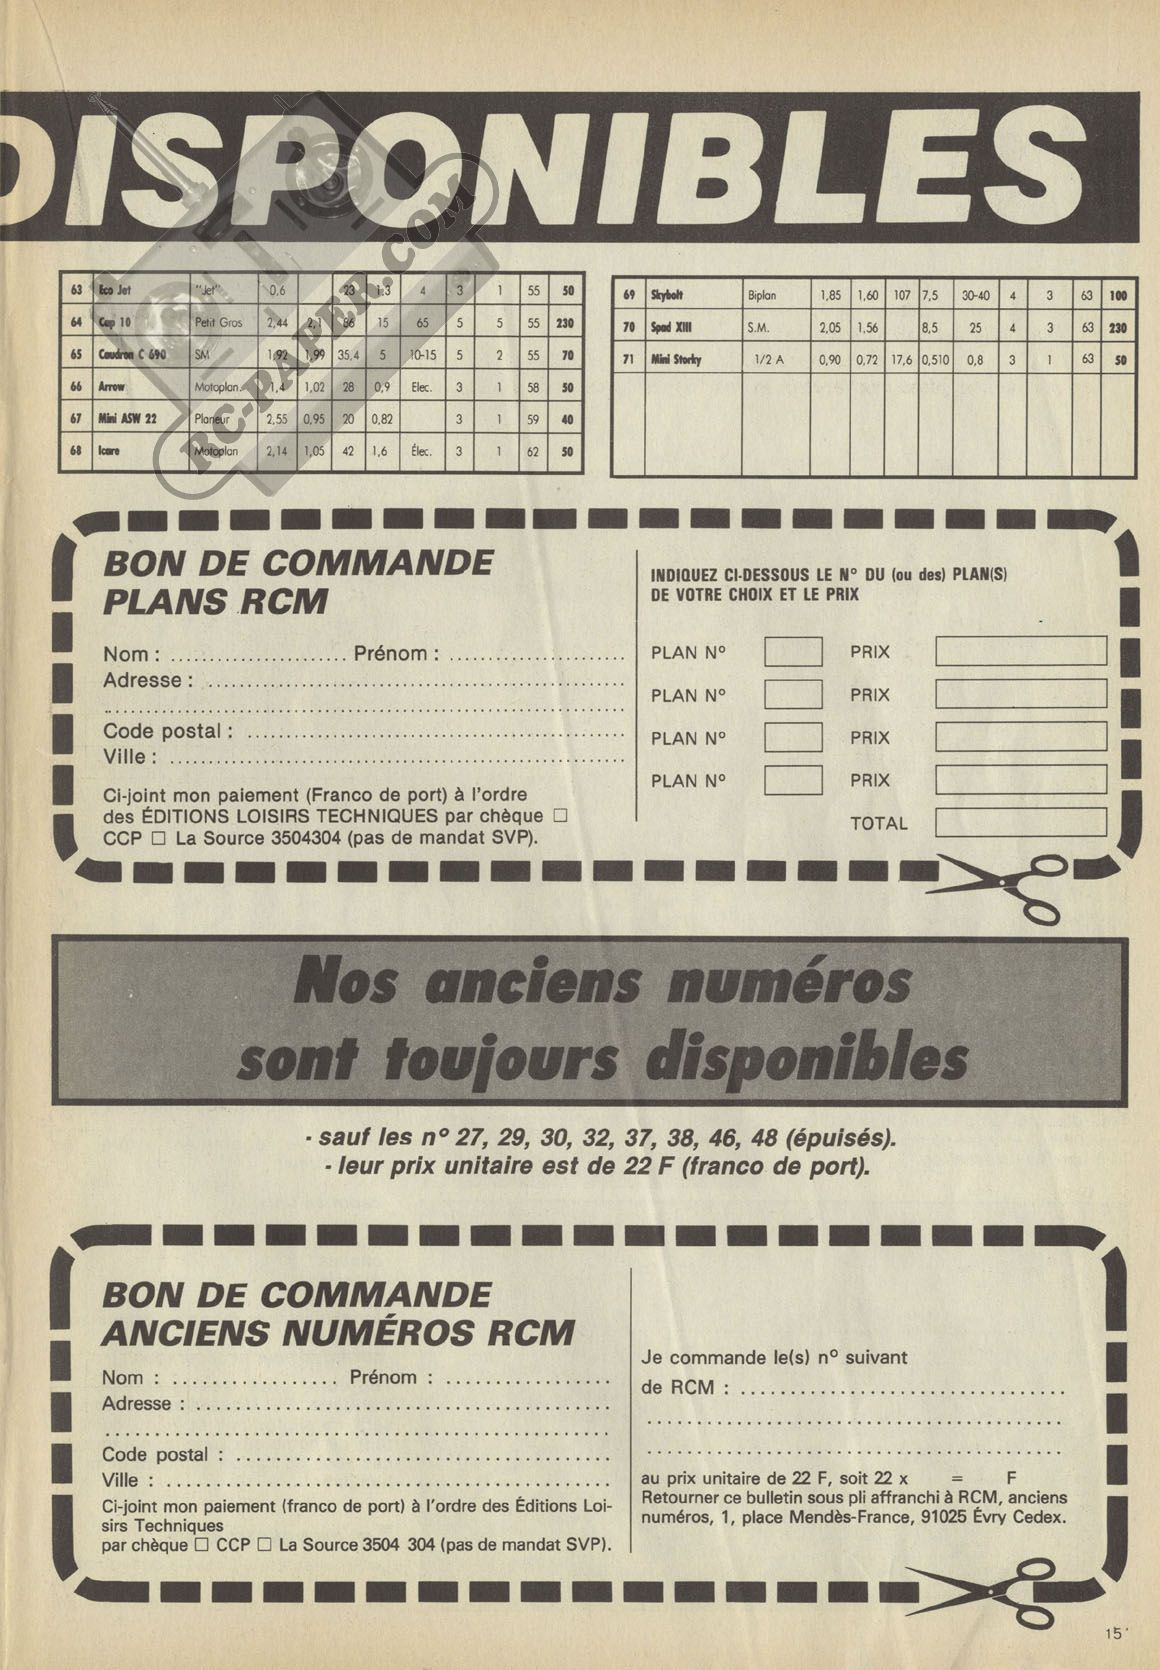 DISPONIBLES
RC-PAPER.COM
63 Eco Jet "Jet" 0,6 23 1,3 4 3 1 55 50
64 Cap 10 Petit Gros 2,44 2,1 86 15 65 5 5 55 230
65 Caudron C 690 SM 1,92 1,99 35,4 5 10-15 5 2 55 70
66 Arrow Motoplan. 1,4 1,02 28 0,9 Elec. 3 1 58 50
67 Mini ASW 22 Planeur 2,55 0,95 20 0,82 3 1 59 40
68 Icare Motoplan 2,14 1,05 42 1,6 Élec. 3 1 62 50
69 Skybolt Biplan 1,85 1,60 107 7,5 30-40 4 3 63 100
70 Spad XIII S.M. 2,05 1,56 8,5 25 4 3 63 230
71 Mini Storky 1/2 A 0,90 0,72 17,6 0,510 0,8 3 1 63 50
BON DE COMMANDE
PLANS RCM
Nom : ....................... Prénom : .......................
Adresse : .......................................................
....................................................................
Code postal : ..................................................
Ville : ............................................................
Ci-joint mon paiement (Franco de port) à l'ordre
des ÉDITIONS LOISIRS TECHNIQUES par chèque □
CCP □ La Source 3504304 (pas de mandat SVP).
INDIQUEZ CI-DESSOUS LE N° DU (ou des) PLAN(S)
DE VOTRE CHOIX ET LE PRIX
PLAN N° PRIX
PLAN N° PRIX
PLAN N° PRIX
PLAN N° PRIX
TOTAL
Nos anciens numéros
sont toujours disponibles
- sauf les n° 27, 29, 30, 32, 37, 38, 46, 48 (épuisés).
- leur prix unitaire est de 22 F (franco de port).
BON DE COMMANDE
ANCIENS NUMÉROS RCM
Nom : ................. Prénom : .................
Adresse : ..........................................
....................................................
Code postal : ......................................
Ville : .............................................
Ci-joint mon paiement (franco de port) à l'ordre des Éditions Loi-
sirs Techniques
par chèque □ CCP □ La Source 3504 304 (pas de mandat SVP).
Je commande le(s) n° suivant
de RCM : .................................
..........................................
..........................................
au prix unitaire de 22 F, soit 22 x = F
Retourner ce bulletin sous pli affranchi à RCM, anciens
numéros, 1, place Mendès-France, 91025 Évry Cedex.
15